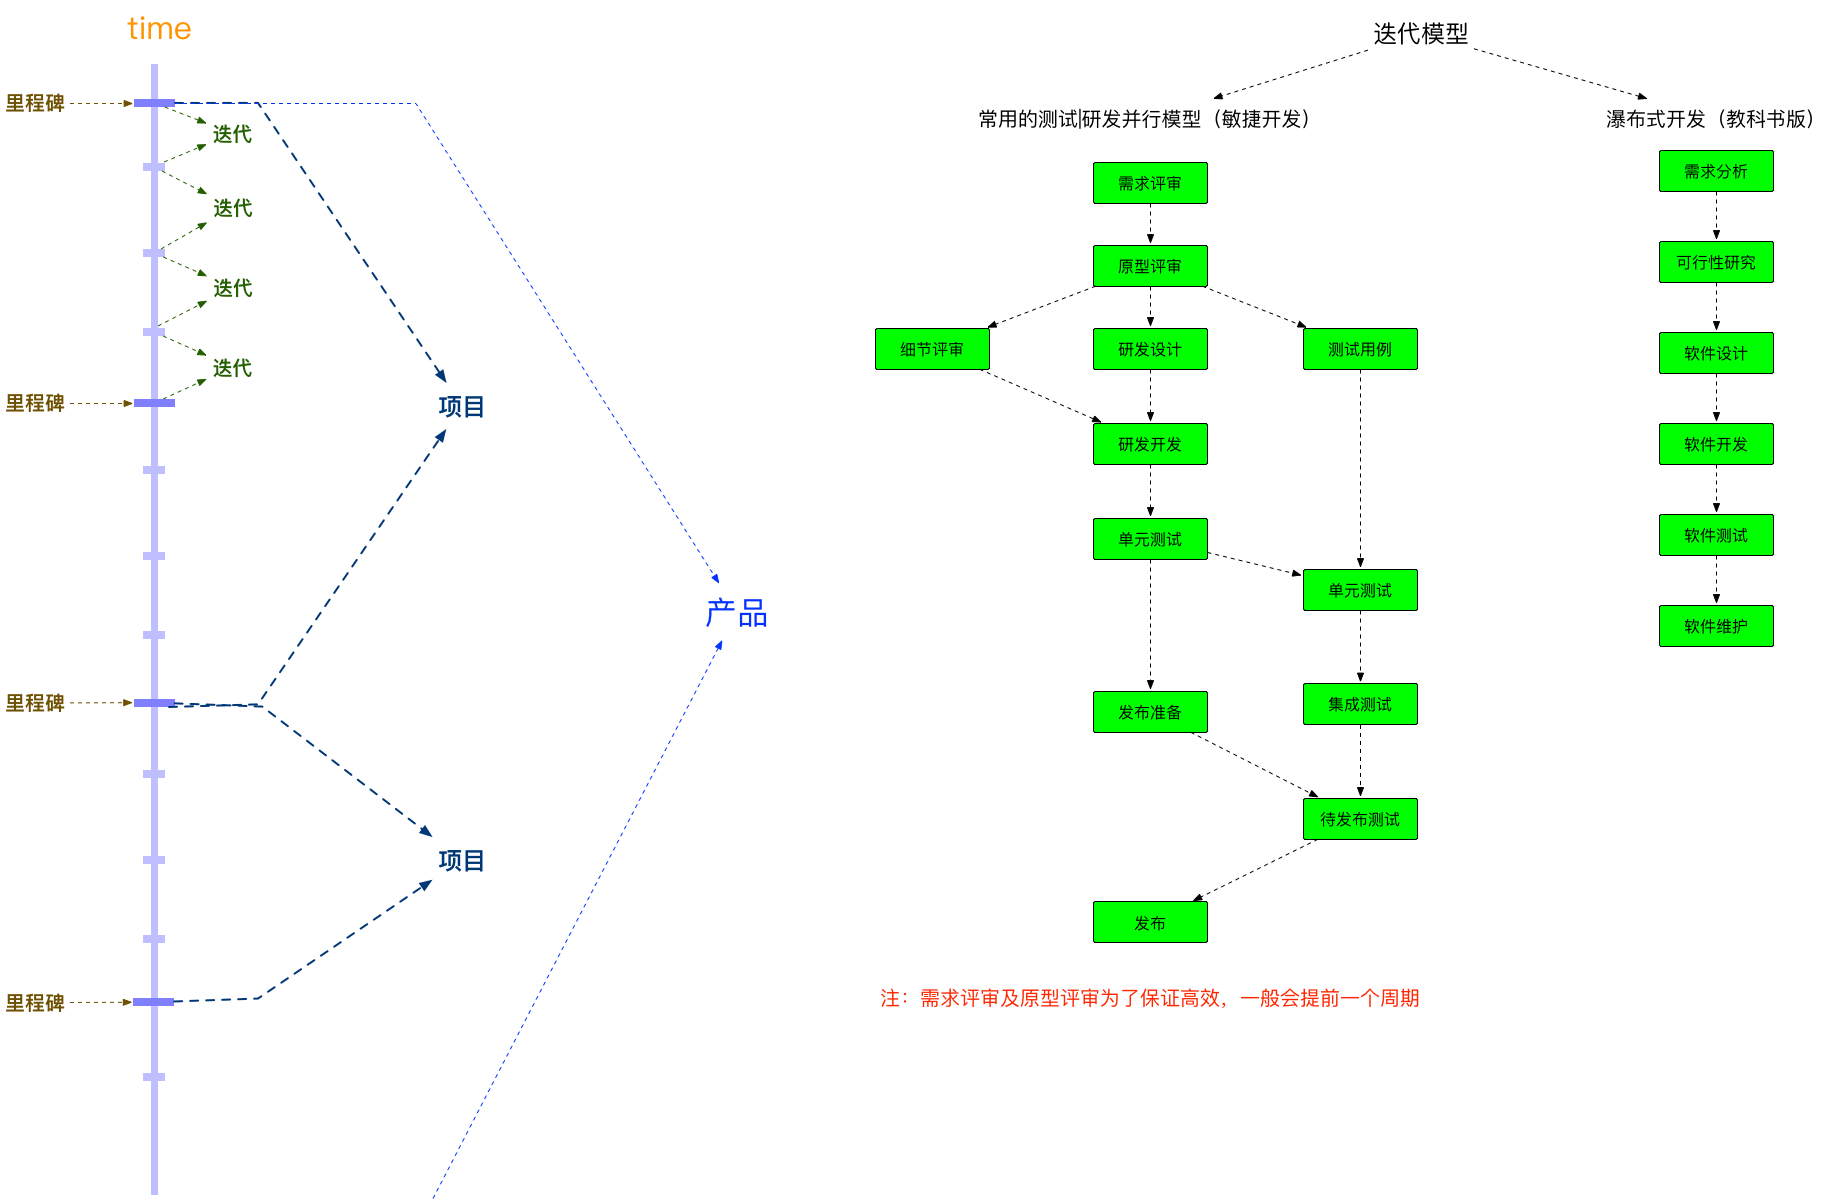 time
里程碑
迭代
迭代
迭代
迭代
里程碑
项目
产品
里程碑
项目
里程碑
迭代模型
常用的测试|研发并行模型（敏捷开发）
需求评审
原型评审
细节评审
研发设计
测试用例
研发开发
单元测试
单元测试
发布准备
集成测试
待发布测试
发布
注：需求评审及原型评审为了保证高效，一般会提前一个周期
瀑布式开发（教科书版）
需求分析
可行性研究
软件设计
软件开发
软件测试
软件维护